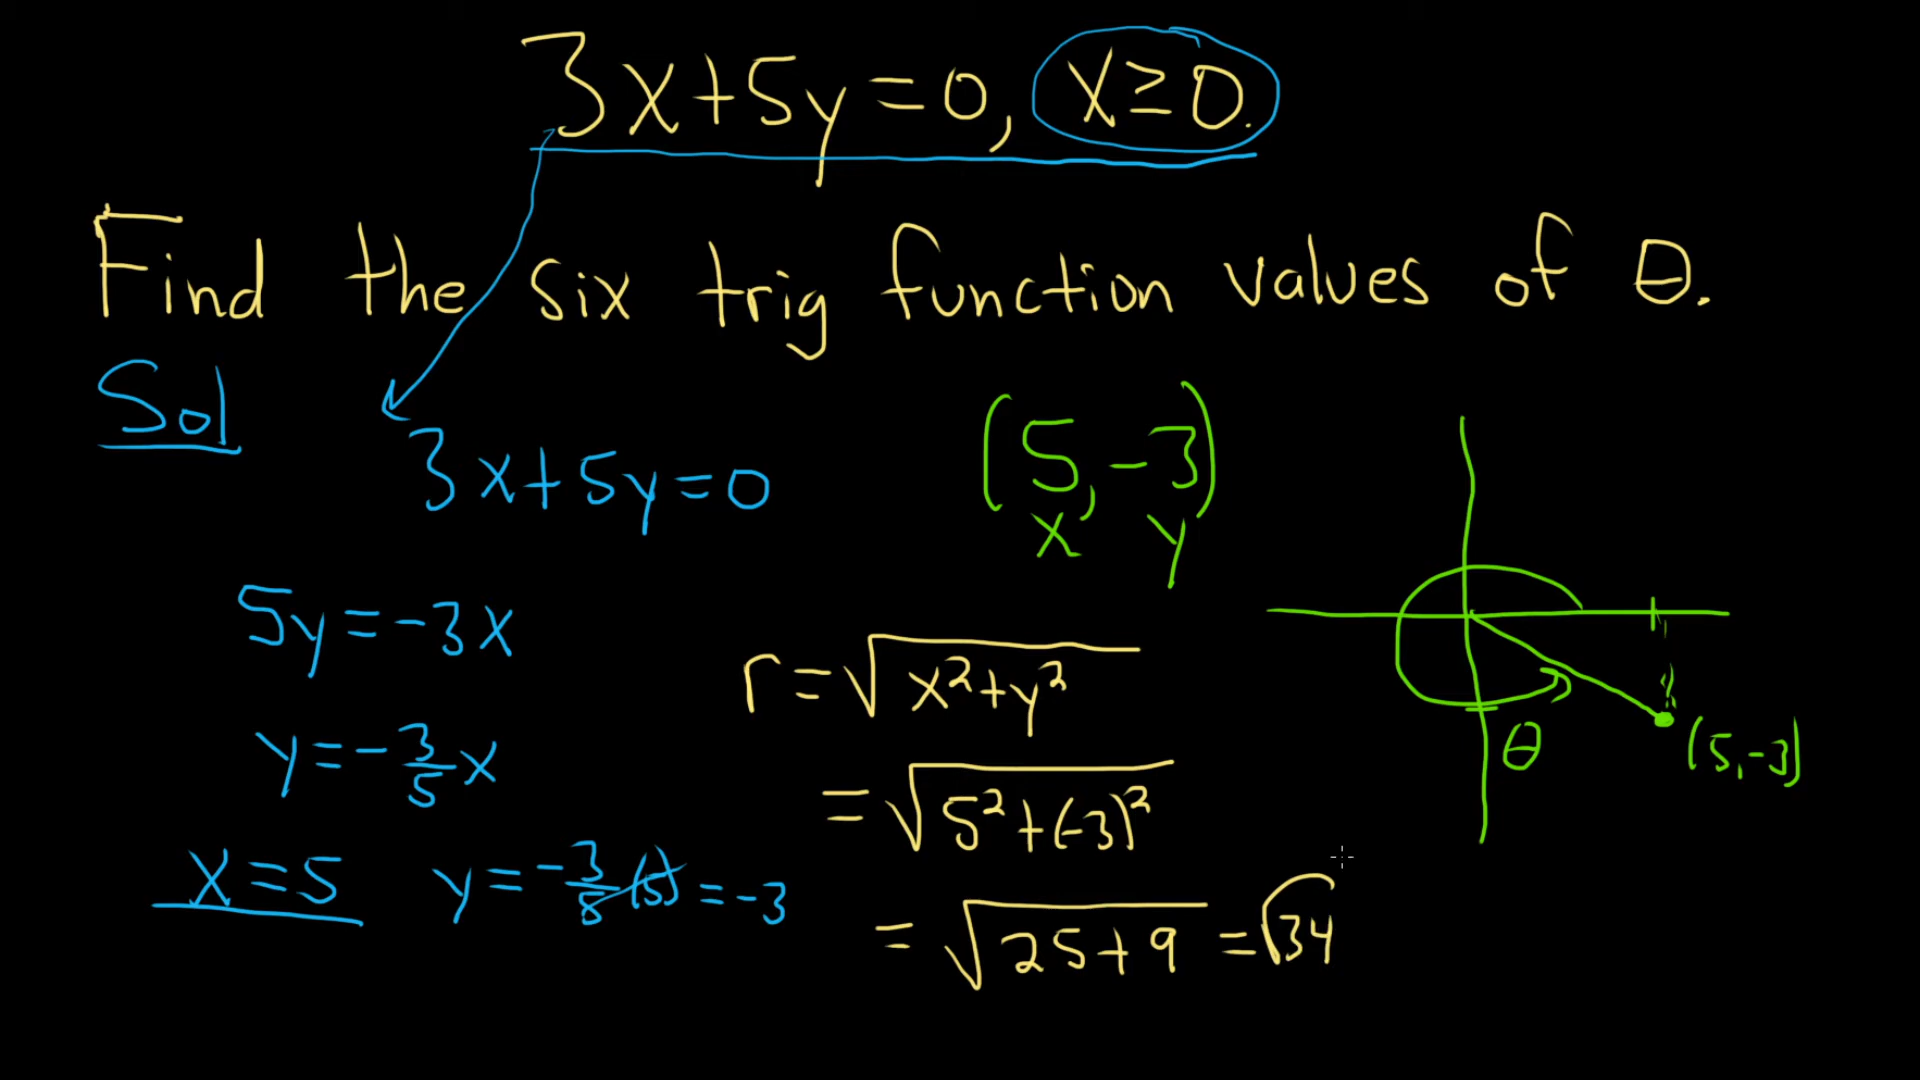 3x+5y=0, x≥0.
Find the six trig function values of θ.
Sol
3x+5y=0
5y=-3x
y=-3/5x
x=5 y=-3/5(5)=-3
(5,-3)
x y
r=√x²+y²
=√5²+(-3)²
=√25+9=√34
θ
(5,-3)